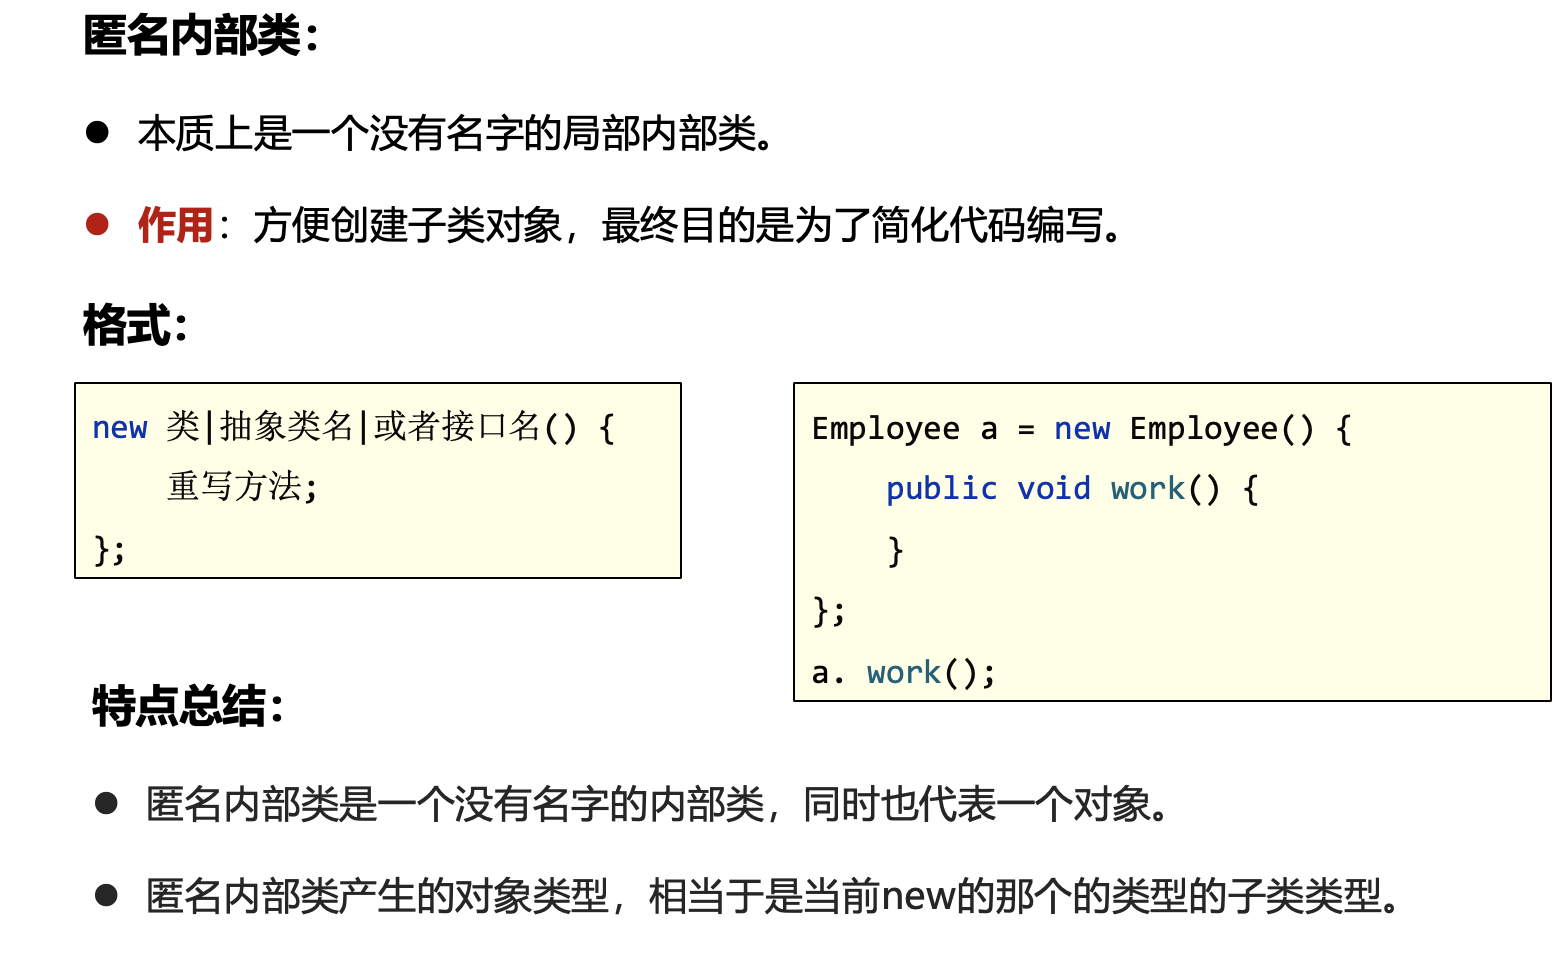 匿名内部类：
● 本质上是一个没有名字的局部内部类。
● 作用：方便创建子类对象，最终目的是为了简化代码编写。
格式：
new 类|抽象类名|或者接口名() {
    重写方法;
};
Employee a = new Employee() {
    public void work() {
    }
};
a. work();
特点总结：
● 匿名内部类是一个没有名字的内部类，同时也代表一个对象。
● 匿名内部类产生的对象类型，相当于是当前new的那个的类型的子类类型。